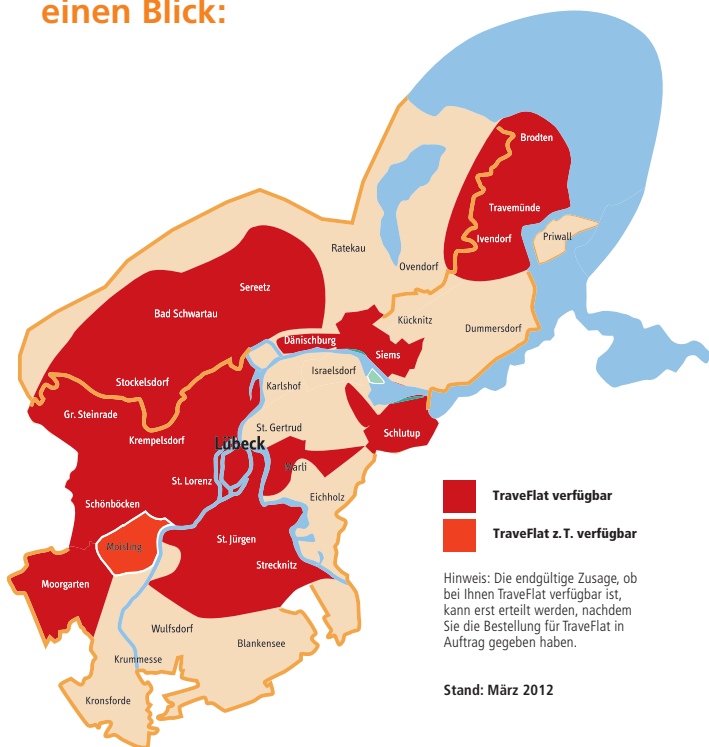 einen Blick:
Brodten
Travemünde
Ivendorf
Priwall
Ratekau
Ovendorf
Sereetz
Bad Schwartau
Kücknitz
Dummersdorf
Dänischburg
Siems
Israelsdorf
Stockelsdorf
Karlshof
Gr. Steinrade
St. Gertrud
Krempelsdorf
Lübeck
Schlutup
Marli
St. Lorenz
Eichholz
Schönböcken
St. Jürgen
Moisling
Strecknitz
Moorgarten
Wulfsdorf
Blankensee
Krummesse
Kronsforde
TraveFlat verfügbar
TraveFlat z.T. verfügbar
Hinweis: Die endgültige Zusage, ob
bei Ihnen TraveFlat verfügbar ist,
kann erst erteilt werden, nachdem
Sie die Bestellung für TraveFlat in
Auftrag gegeben haben.
Stand: März 2012